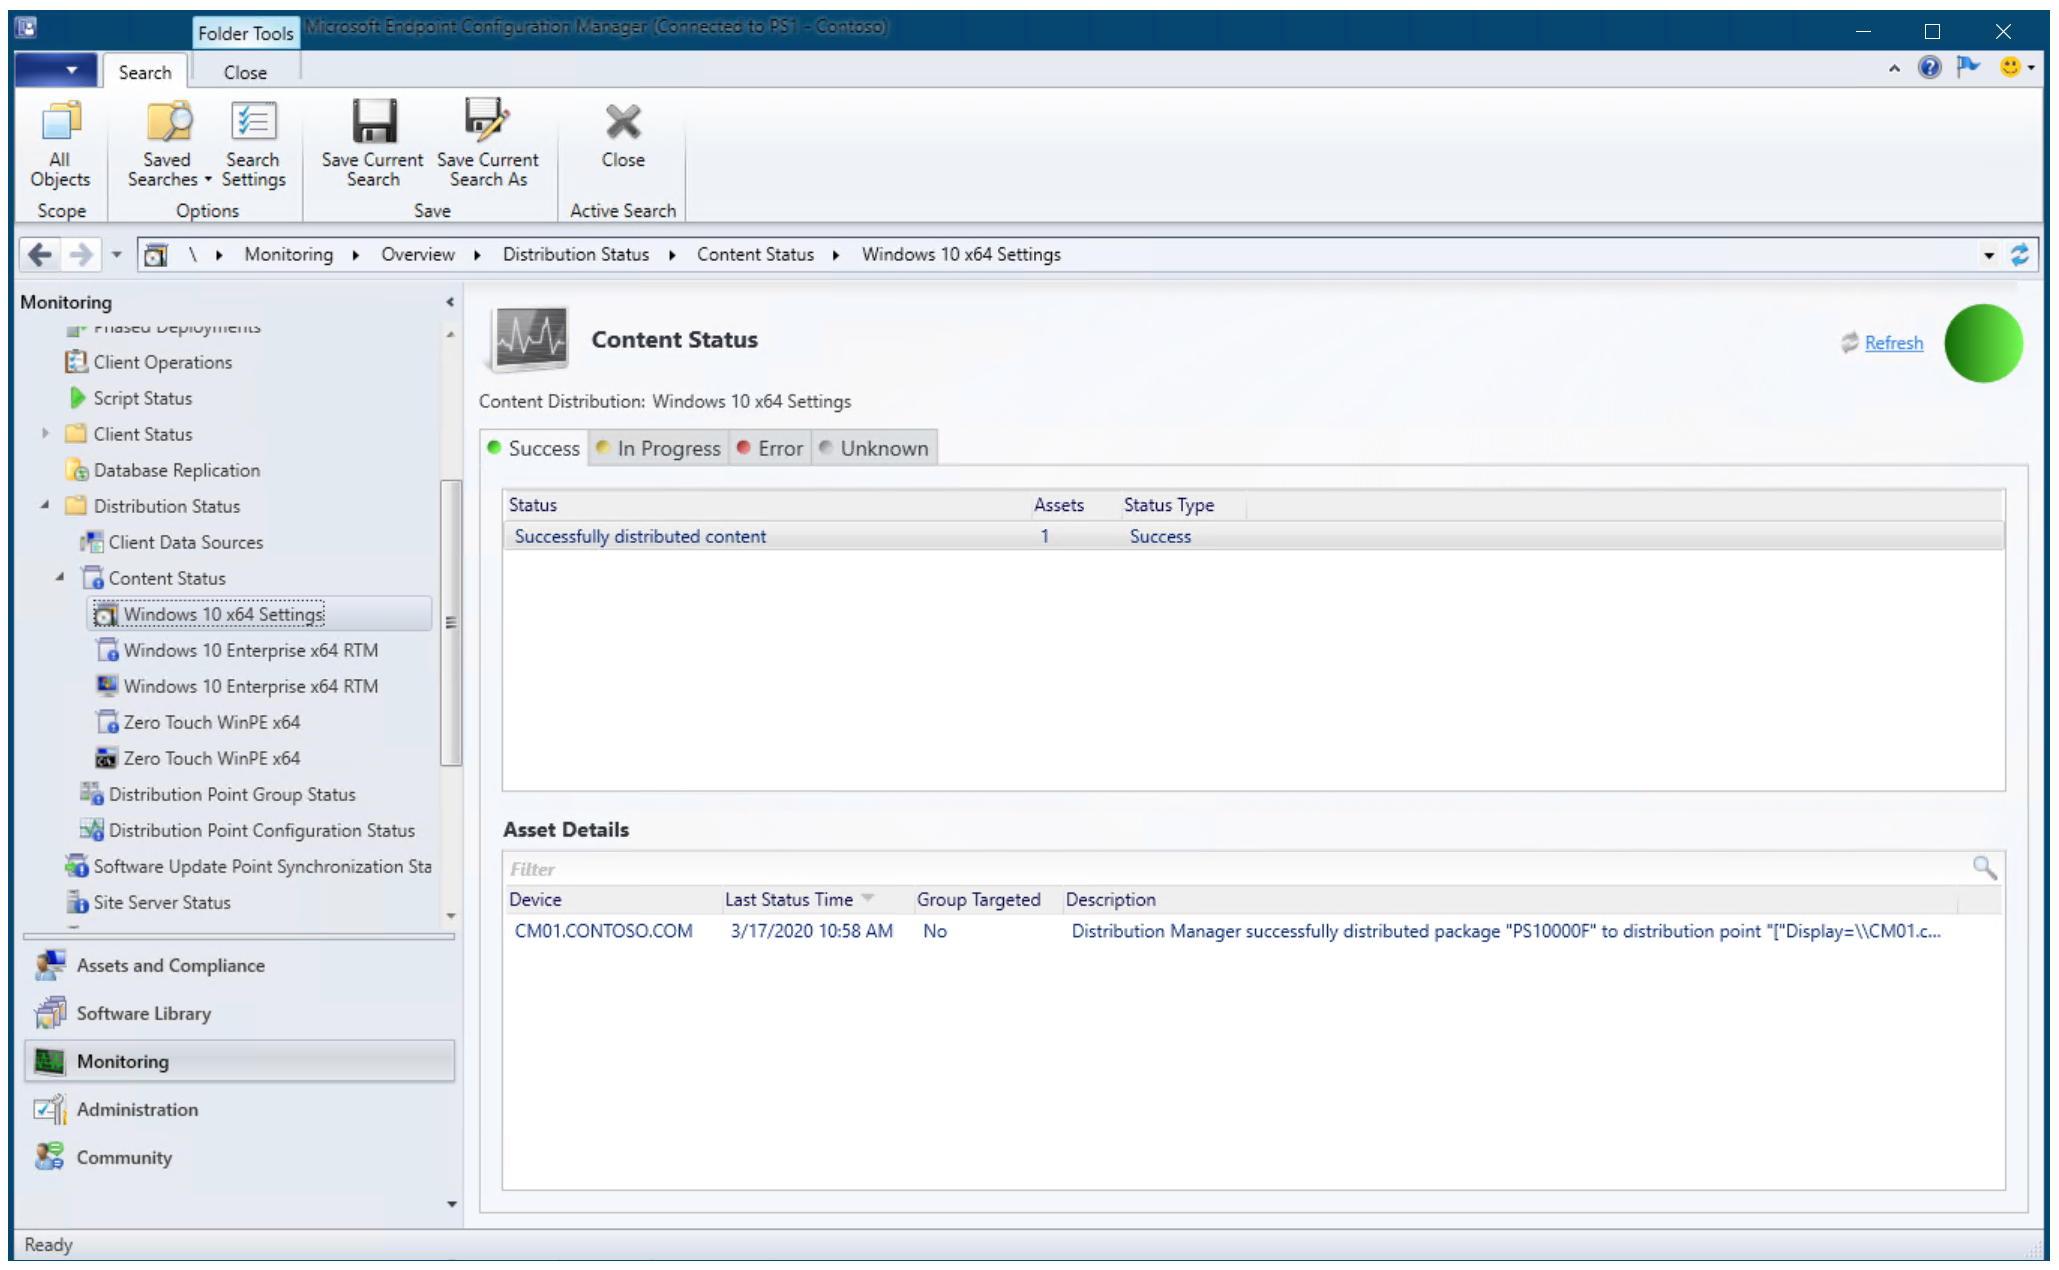 Folder Tools
Microsoft Endpoint Configuration Manager (Connected to PS1 - Contoso)
Search
Close
All
Objects
Saved
Searches
Search
Settings
Save Current
Search
Save Current
Search As
Close
Scope
Options
Save
Active Search
\
Monitoring
Overview
Distribution Status
Content Status
Windows 10 x64 Settings
Monitoring
Phased Deployments
Client Operations
Script Status
Client Status
Database Replication
Distribution Status
Client Data Sources
Content Status
Windows 10 x64 Settings
Windows 10 Enterprise x64 RTM
Windows 10 Enterprise x64 RTM
Zero Touch WinPE x64
Zero Touch WinPE x64
Distribution Point Group Status
Distribution Point Configuration Status
Software Update Point Synchronization Sta
Site Server Status
Assets and Compliance
Software Library
Monitoring
Administration
Community
Content Status
Refresh
Content Distribution: Windows 10 x64 Settings
Success
In Progress
Error
Unknown
Status Assets Status Type
Successfully distributed content 1 Success
Asset Details
Filter
Device Last Status Time Group Targeted Description
CM01.CONTOSO.COM 3/17/2020 10:58 AM No Distribution Manager successfully distributed package "PS10000F" to distribution point "["Display=\\CM01.c...
Ready